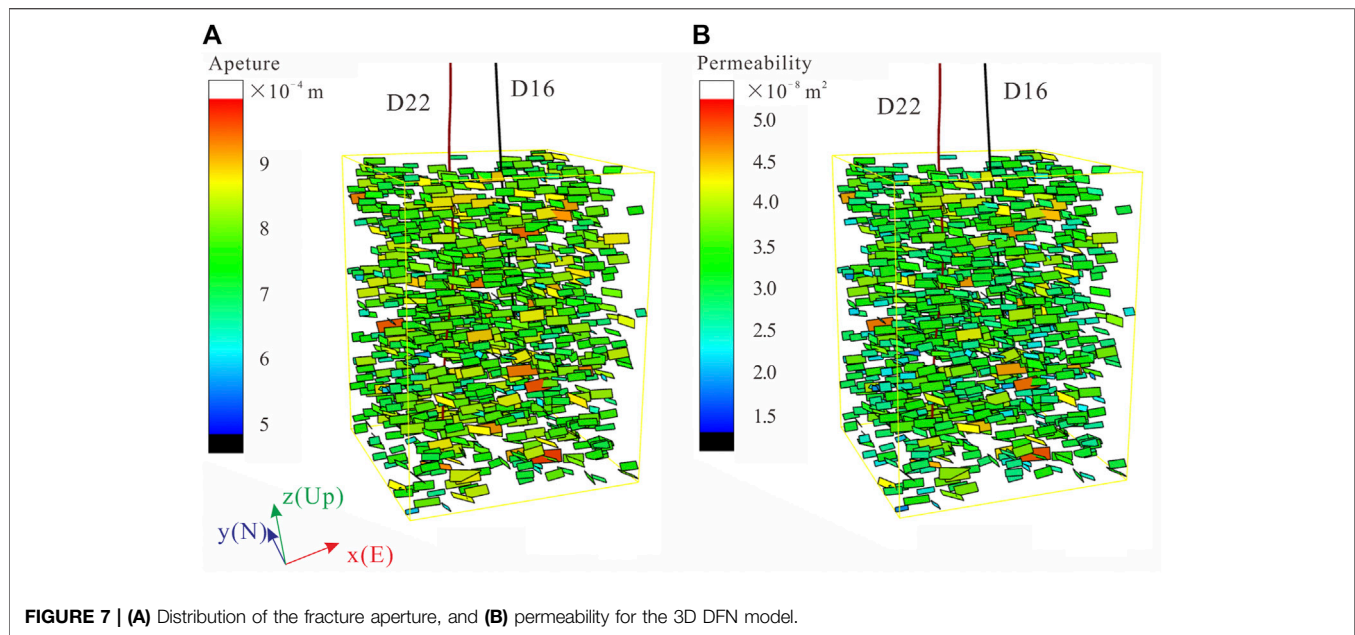 A
Apeture
×10⁻⁴ m
9
8
7
6
5
D22
D16
z(Up)
y(N)
x(E)
B
Permeability
×10⁻⁸ m²
5.0
4.5
4.0
3.5
3.0
2.5
2.0
1.5
D22
D16
FIGURE 7 | (A) Distribution of the fracture aperture, and (B) permeability for the 3D DFN model.